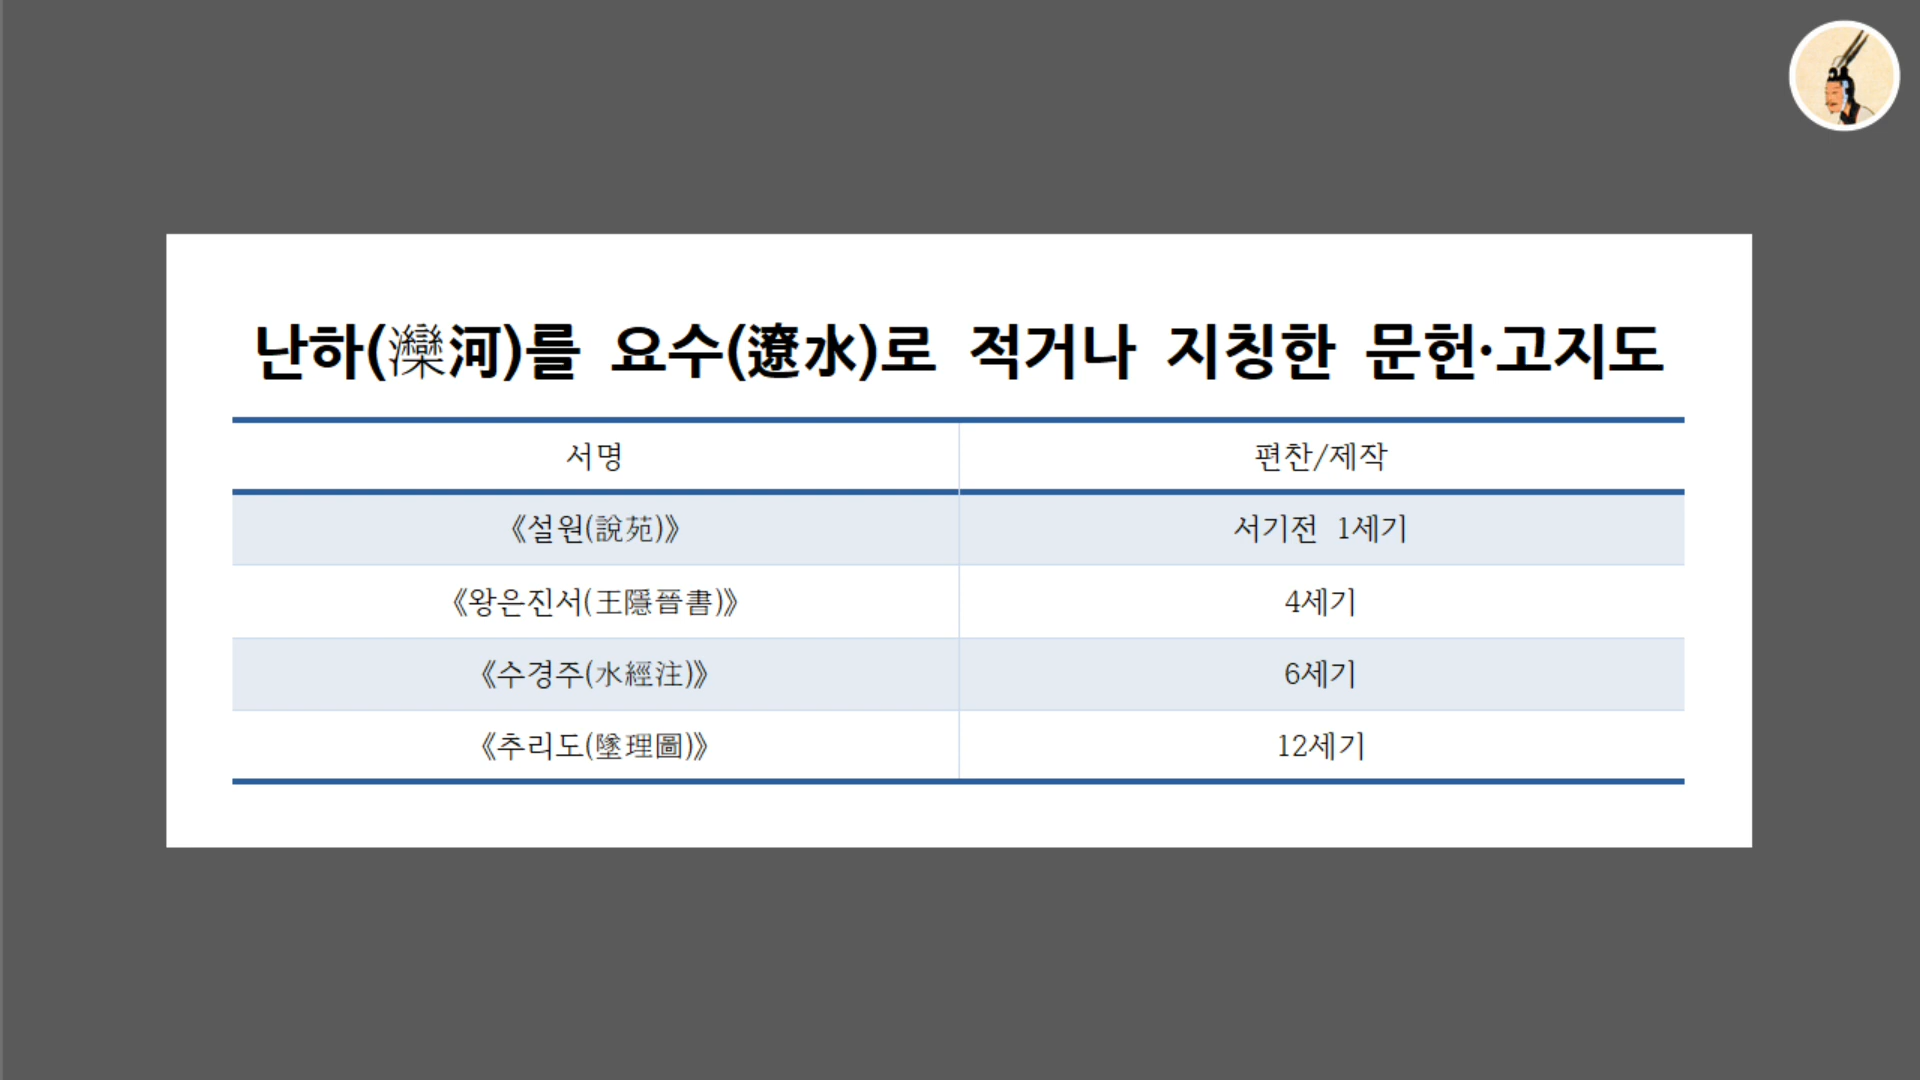 난하(灤河)를 요수(遼水)로 적거나 지칭한 문헌·고지도
서명 편찬/제작
《설원(說苑)》 서기전 1세기
《왕은진서(王隱晉書)》 4세기
《수경주(水經注)》 6세기
《추리도(墜理圖)》 12세기